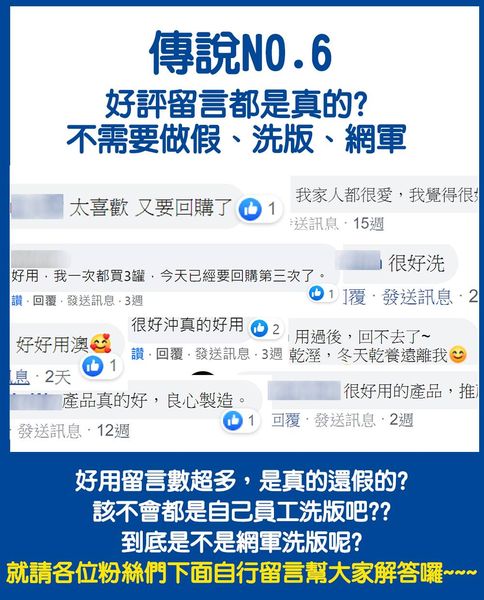 傳說NO.6
好評留言都是真的?
不需要做假、洗版、網軍
太喜歡 又要回購了 1
我家人都很愛，我覺得很好
送訊息·15週
好用，我一次都買3罐，今天已經要回購第三次了。
讚·回覆·發送訊息·3週 1
很好洗
覆·發送訊息·2
好好用澳🥰
訊息·2天 1
很好沖真的好用 2
讚·回覆·發送訊息·3週
用過後，回不去了~
乾溼，冬天乾養遠離我😊
產品真的好，良心製造。
發送訊息·12週 1
很好用的產品，推
回覆·發送訊息·2週
好用留言數超多，是真的還假的?
該不會都是自己員工洗版吧??
到底是不是網軍洗版呢?
就請各位粉絲們下面自行留言幫大家解答囉~~~